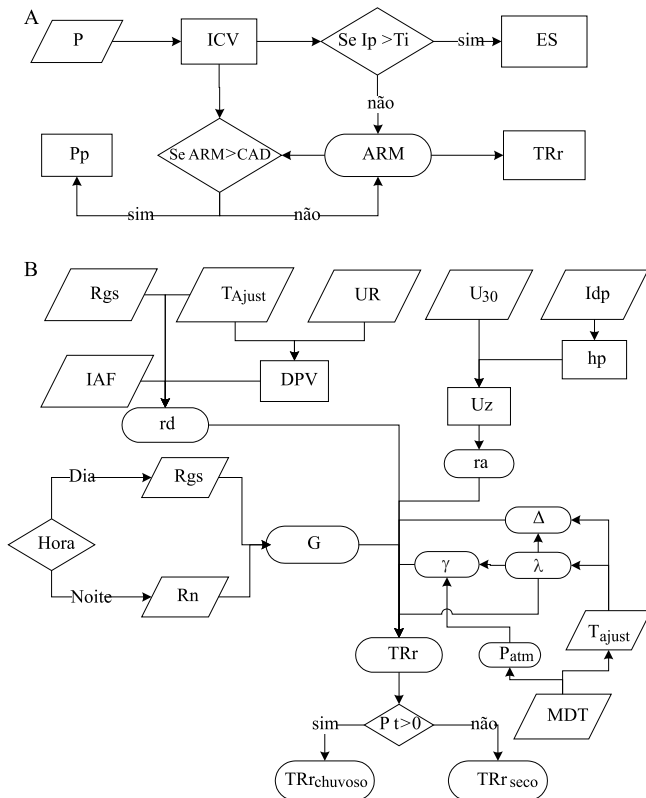 A
P
ICV
Se Ip >Ti
sim
ES
não
Pp
Se ARM>CAD
ARM
TRr
sim
não
B
Rgs
TAjust
UR
U30
Idp
IAF
DPV
hp
Uz
rd
ra
Dia
Rgs
Hora
G
Δ
γ
λ
Noite
Rn
TRr
Patm
Tajust
MDT
sim
P t>0
não
TRrchuvoso
TRr seco